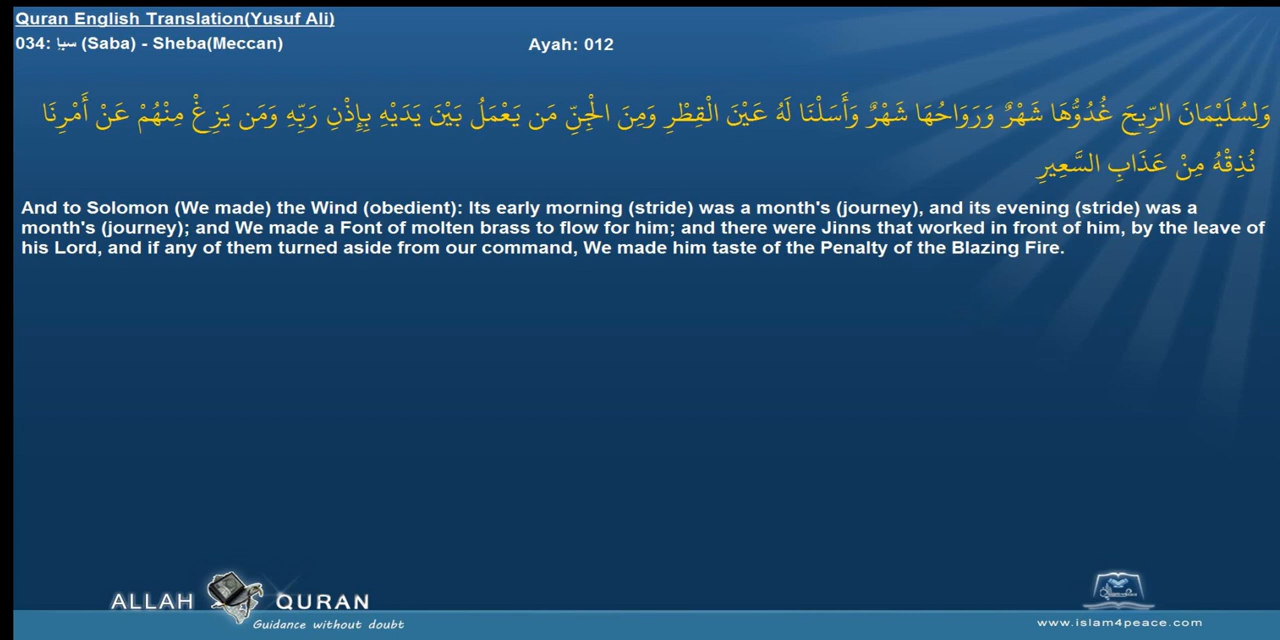 Quran English Translation(Yusuf Ali)
034: سبإ (Saba) - Sheba(Meccan) Ayah: 012
وَلِسُلَيْمَانَ الرِّيحَ غُدُوُّهَا شَهْرٌ وَرَوَاحُهَا شَهْرٌ وَأَسَلْنَا لَهُ عَيْنَ الْقِطْرِ وَمِنَ الْجِنِّ مَن يَعْمَلُ بَيْنَ يَدَيْهِ بِإِذْنِ رَبِّهِ وَمَن يَزِغْ مِنْهُمْ عَنْ أَمْرِنَا
نُذِقْهُ مِنْ عَذَابِ السَّعِيرِ
And to Solomon (We made) the Wind (obedient): Its early morning (stride) was a month's (journey), and its evening (stride) was a
month's (journey); and We made a Font of molten brass to flow for him; and there were Jinns that worked in front of him, by the leave of
his Lord, and if any of them turned aside from our command, We made him taste of the Penalty of the Blazing Fire.
ALLAH QURAN
Guidance without doubt
www.islam4peace.com